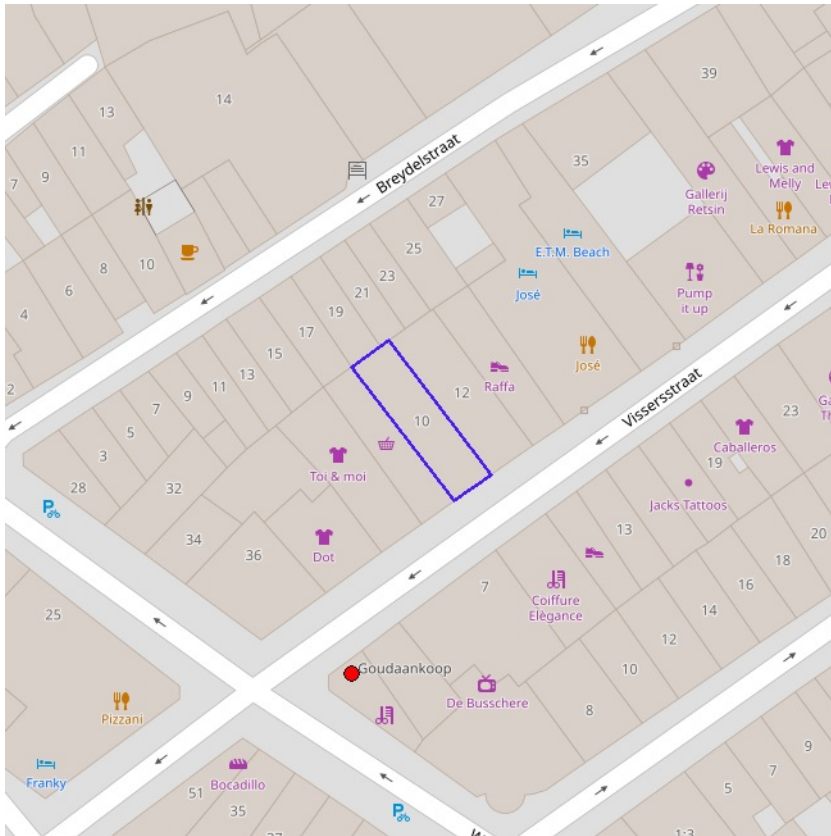 39
14
13
11
9
7
35
Lewis and
Melly
Gallerij
Retsin
La Romana
Breydelstraat
27
E.T.M. Beach
25
10
8
6
4
José
Pump
it up
23
21
19
17
15
13
11
9
7
5
3
2
28
José
Raffa
12
10
Vissersstraat
23
Caballeros
19
Jacks Tattoos
Toi & moi
32
34
36
Dot
13
20
18
16
14
12
10
8
7
Coiffure
Elègance
25
Goudaankoop
De Busschere
Pizzani
Franky
Bocadillo
51
35
9
7
5